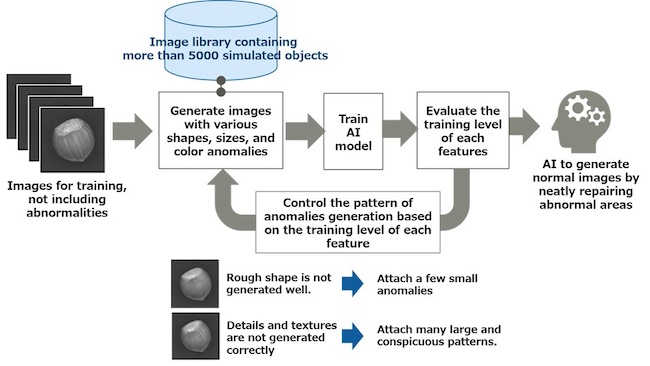 Image library containing
more than 5000 simulated objects
Images for training,
not including
abnormalities
Generate images
with various
shapes, sizes, and
color anomalies
Train
AI
model
Evaluate the
training level
of each
features
AI to generate
normal images by
neatly repairing
abnormal areas
Control the pattern of
anomalies generation based
on the training level of each
feature
Rough shape is not
generated well.
Attach a few small
anomalies
Details and textures
are not generated
correctly
Attach many large and
conspicuous patterns.